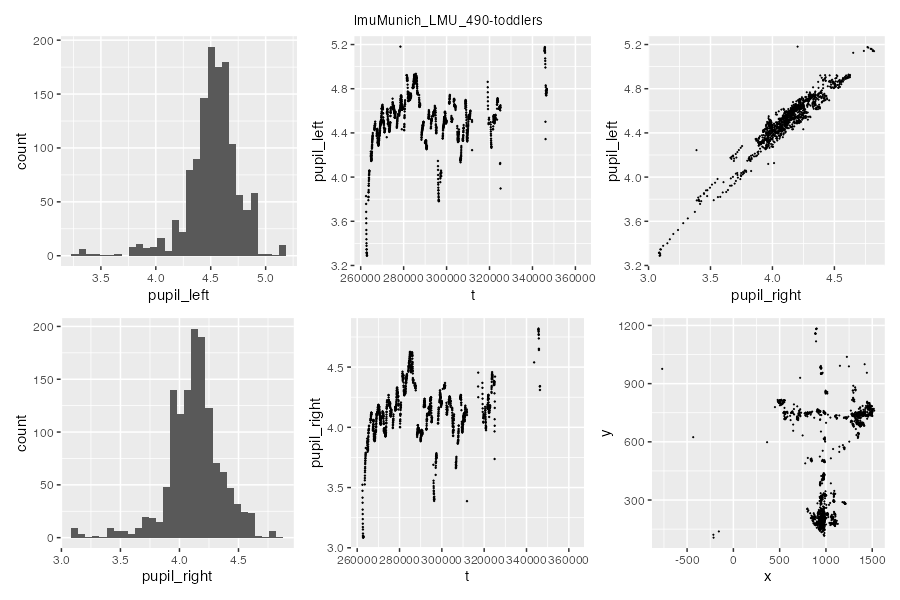 lmuMunich_LMU_490-toddlers
200
150
100
50
0
count
3.5 4.0 4.5 5.0
pupil_left
5.2
4.8
4.4
4.0
3.6
3.2
pupil_left
260000 280000 300000 320000 340000 360000
t
5.2
4.8
4.4
4.0
3.6
3.2
pupil_left
3.0 3.5 4.0 4.5
pupil_right
200
150
100
50
0
count
3.0 3.5 4.0 4.5
pupil_right
4.5
4.0
3.5
3.0
pupil_right
260000 280000 300000 320000 340000 360000
t
1200
900
600
300
y
-500 0 500 1000 1500
x